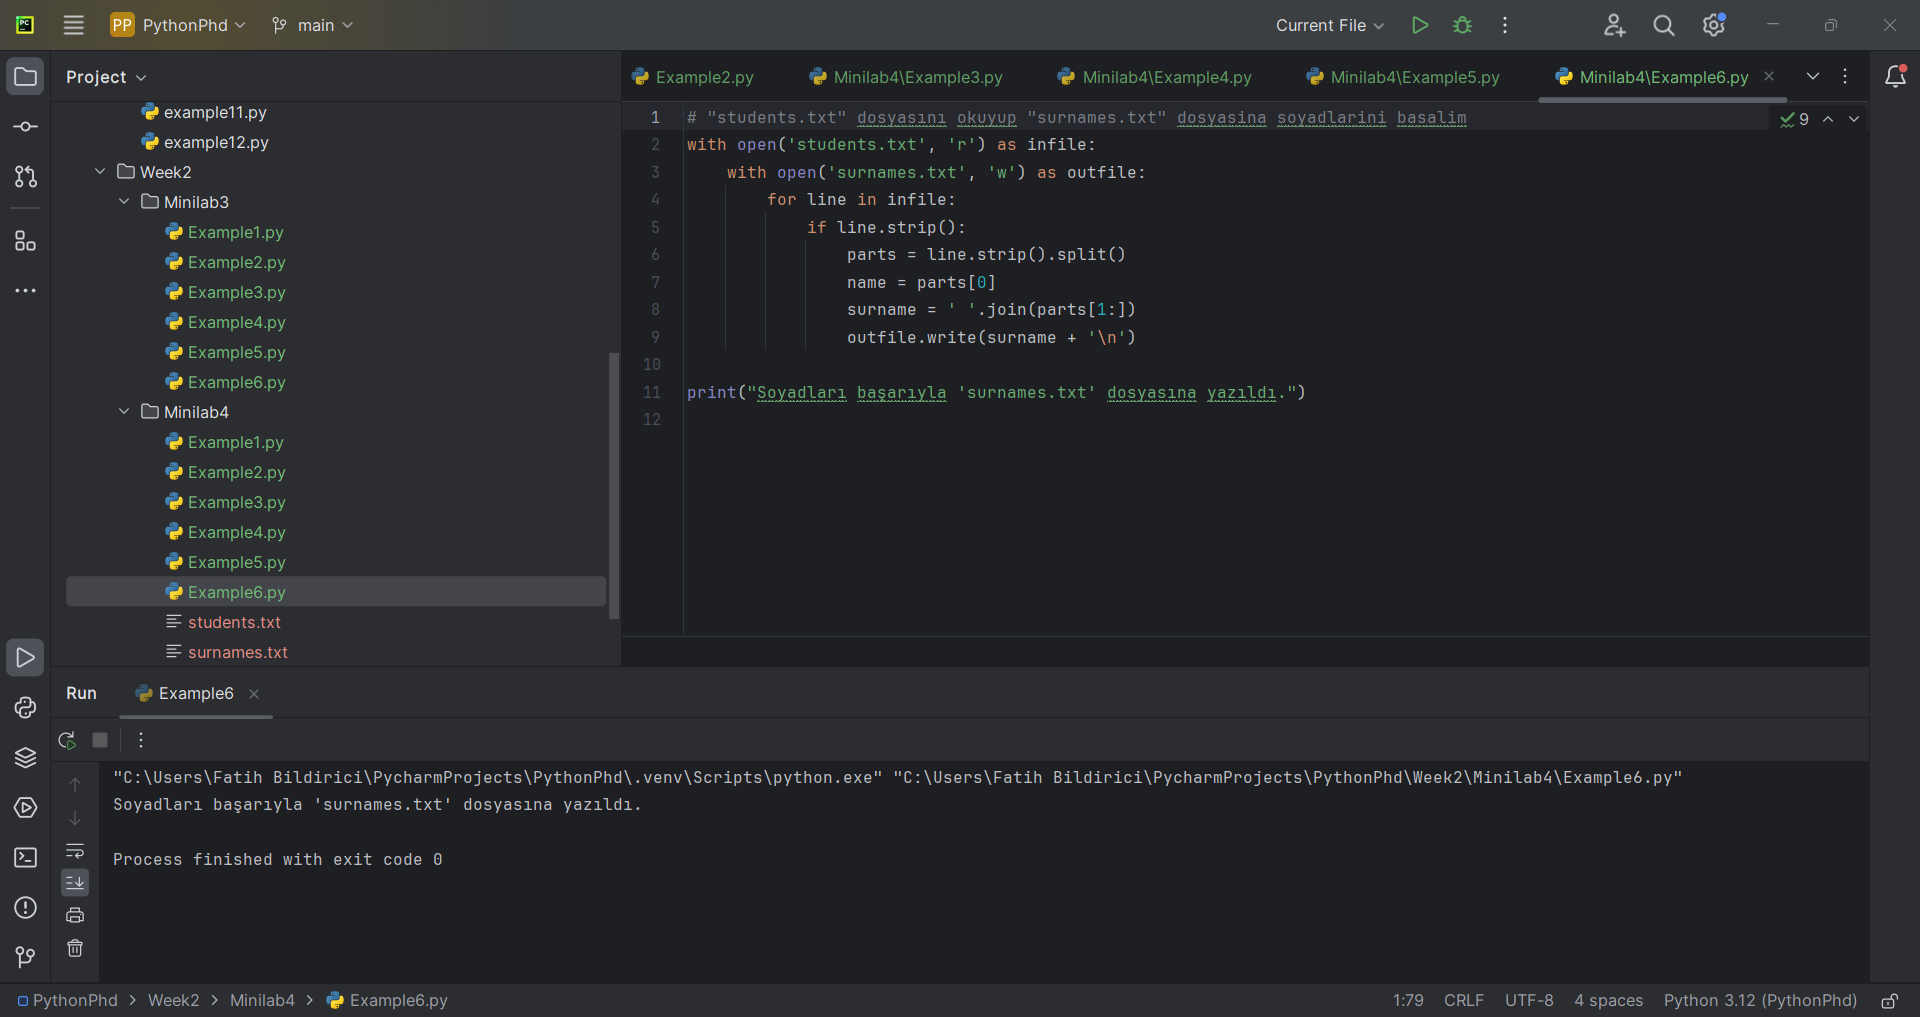 PC
PP PythonPhd main Current File
Project
Example2.py Minilab4\Example3.py Minilab4\Example4.py Minilab4\Example5.py Minilab4\Example6.py
example11.py
example12.py
Week2
Minilab3
Example1.py
Example2.py
Example3.py
Example4.py
Example5.py
Example6.py
Minilab4
Example1.py
Example2.py
Example3.py
Example4.py
Example5.py
Example6.py
students.txt
surnames.txt
1 # "students.txt" dosyasını okuyup "surnames.txt" dosyasina soyadlarini basalim
9
2 with open('students.txt', 'r') as infile:
3 with open('surnames.txt', 'w') as outfile:
4 for line in infile:
5 if line.strip():
6 parts = line.strip().split()
7 name = parts[0]
8 surname = ' '.join(parts[1:])
9 outfile.write(surname + '\n')
10
11 print("Soyadları başarıyla 'surnames.txt' dosyasına yazıldı.")
12
Run Example6
"C:\Users\Fatih Bildirici\PycharmProjects\PythonPhd\.venv\Scripts\python.exe" "C:\Users\Fatih Bildirici\PycharmProjects\PythonPhd\Week2\Minilab4\Example6.py"
Soyadları başarıyla 'surnames.txt' dosyasına yazıldı.
Process finished with exit code 0
PythonPhd > Week2 > Minilab4 > Example6.py
1:79 CRLF UTF-8 4 spaces Python 3.12 (PythonPhd)